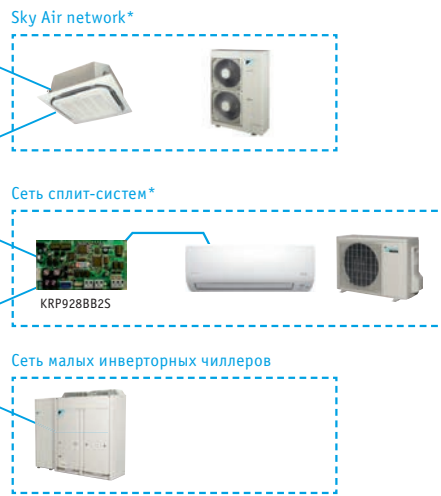 Sky Air network*
Сеть сплит-систем*
KRP928BB2S
Сеть малых инверторных чиллеров